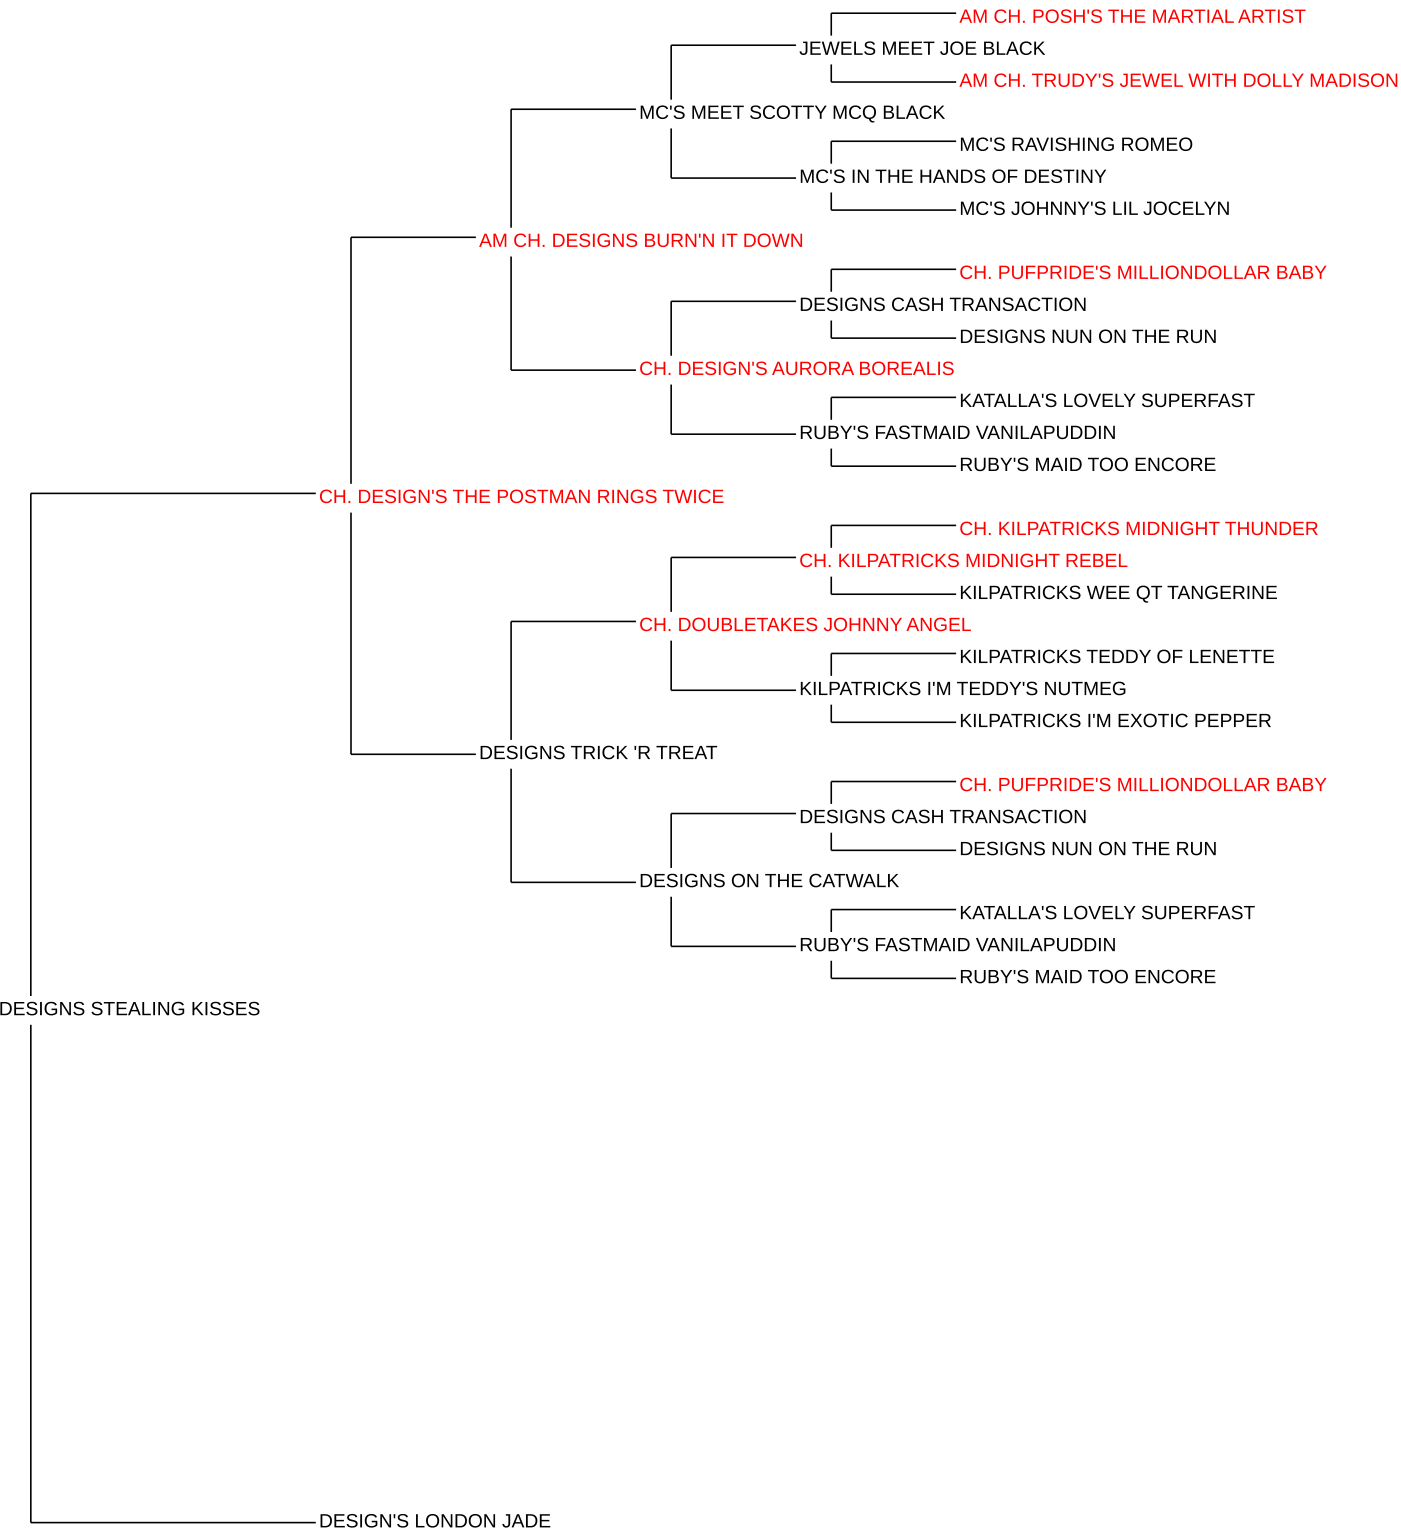 AM CH. POSH'S THE MARTIAL ARTIST
JEWELS MEET JOE BLACK
AM CH. TRUDY'S JEWEL WITH DOLLY MADISON
MC'S MEET SCOTTY MCQ BLACK
MC'S RAVISHING ROMEO
MC'S IN THE HANDS OF DESTINY
MC'S JOHNNY'S LIL JOCELYN
AM CH. DESIGNS BURN'N IT DOWN
CH. PUFPRIDE'S MILLIONDOLLAR BABY
DESIGNS CASH TRANSACTION
DESIGNS NUN ON THE RUN
CH. DESIGN'S AURORA BOREALIS
KATALLA'S LOVELY SUPERFAST
RUBY'S FASTMAID VANILAPUDDIN
RUBY'S MAID TOO ENCORE
CH. DESIGN'S THE POSTMAN RINGS TWICE
CH. KILPATRICKS MIDNIGHT THUNDER
CH. KILPATRICKS MIDNIGHT REBEL
KILPATRICKS WEE QT TANGERINE
CH. DOUBLETAKES JOHNNY ANGEL
KILPATRICKS TEDDY OF LENETTE
KILPATRICKS I'M TEDDY'S NUTMEG
KILPATRICKS I'M EXOTIC PEPPER
DESIGNS TRICK 'R TREAT
CH. PUFPRIDE'S MILLIONDOLLAR BABY
DESIGNS CASH TRANSACTION
DESIGNS NUN ON THE RUN
DESIGNS ON THE CATWALK
KATALLA'S LOVELY SUPERFAST
RUBY'S FASTMAID VANILAPUDDIN
RUBY'S MAID TOO ENCORE
DESIGNS STEALING KISSES
DESIGN'S LONDON JADE